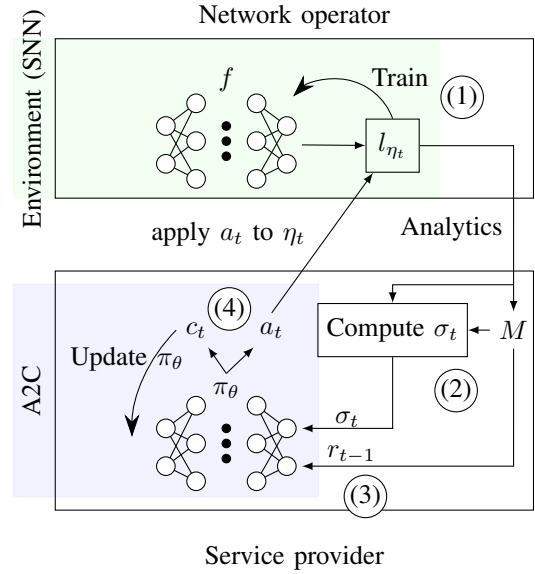 Network operator
Environment (SNN)
f
Train
(1)
l_{η_t}
apply a_t to η_t
Analytics
A2C
(4)
c_t
a_t
Compute σ_t
M
Update π_θ
π_θ
(2)
σ_t
r_{t−1}
(3)
Service provider